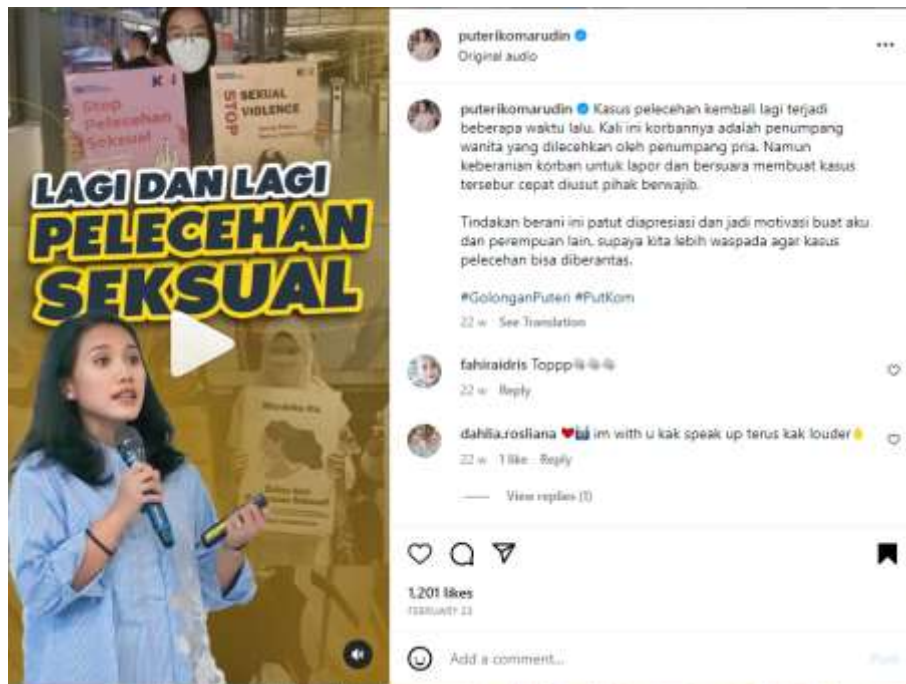 Stop
Pelecehan
Seksual
STOP
SEXUAL
VIOLENCE
LAGI DAN LAGI
PELECEHAN
SEKSUAL
puterikomarudin
Original audio
puterikomarudin Kasus pelecehan kembali lagi terjadi
beberapa waktu lalu. Kali ini korbannya adalah penumpang
wanita yang dilecehkan oleh penumpang pria. Namun
keberanian korban untuk lapor dan bersuara membuat kasus
tersebut cepat diusut pihak berwajib.
Tindakan berani ini patut diapresiasi dan jadi motivasi buat aku
dan perempuan lain, supaya kita lebih waspada agar kasus
pelecehan bisa diberantas.
#GolonganPuteri #PutKom
22 w See Translation
fahiraidris Toppp👏👏👏
22 w Reply
dahlia.rosliana im with u kak speak up terus kak louder
22 w 1 like Reply
View replies (1)
1,201 likes
FEBRUARY 23
Add a comment...
Post